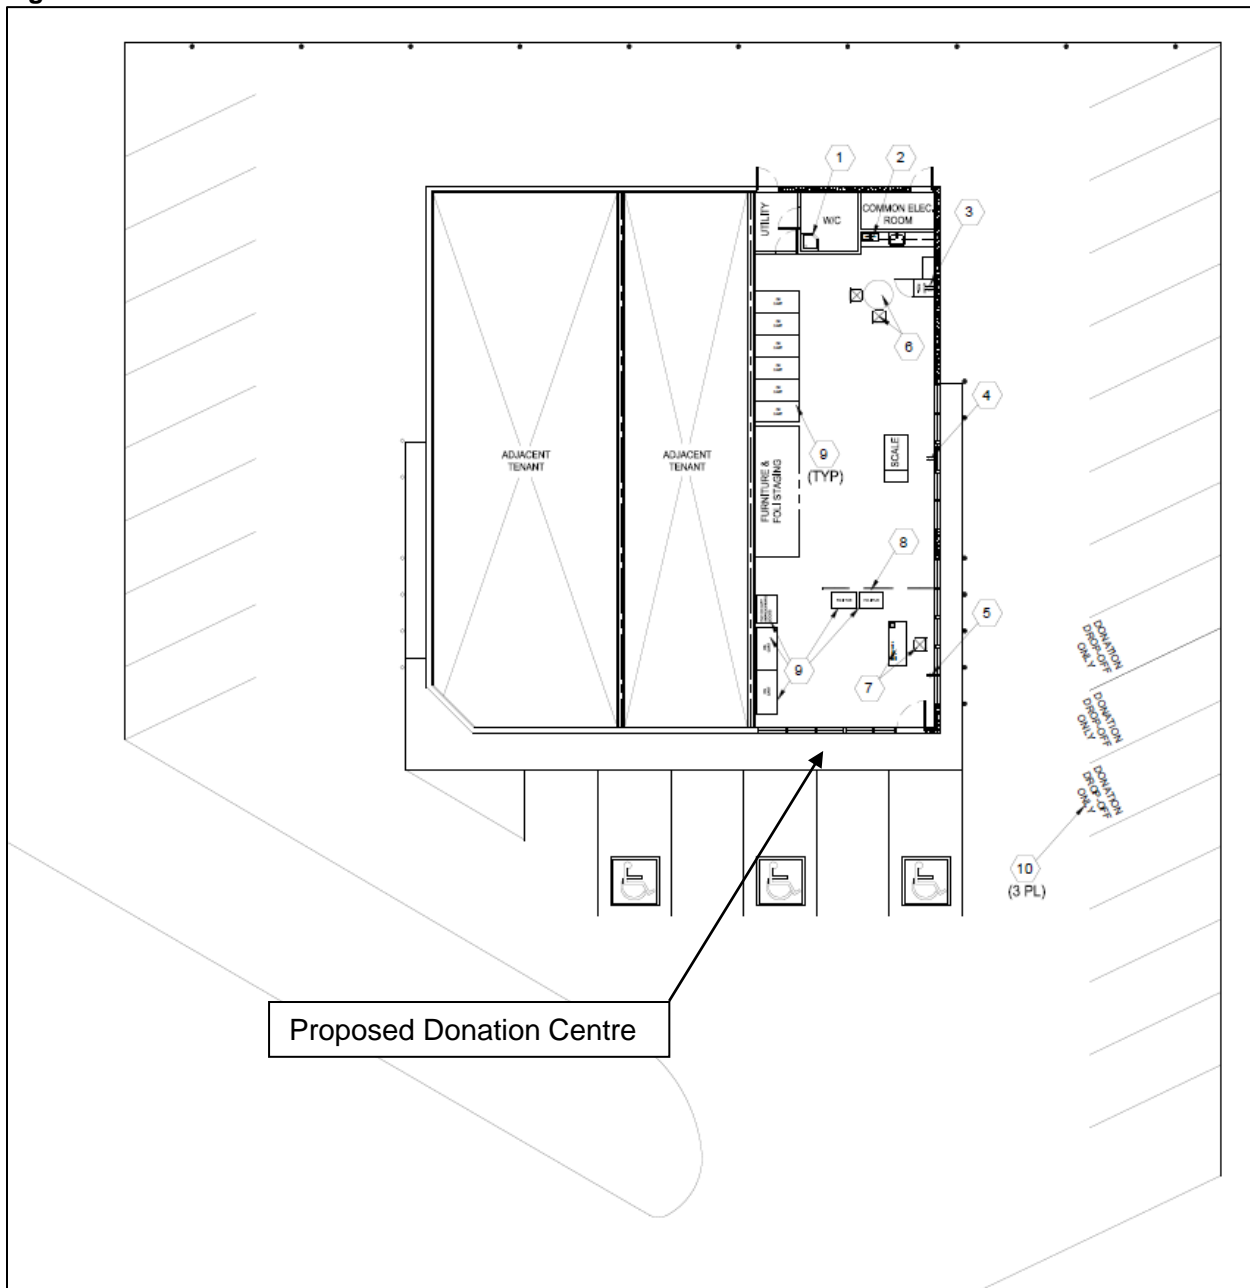 1
2
3
UTILITY
W/C
COMMON ELEC.
ROOM
6
4
ADJACENT
TENANT
ADJACENT
TENANT
FURNITURE &
FOLI STAGING
9
(TYP)
SCALE
8
5
9
7
DONATION
DROP-OFF
ONLY
DONATION
DROP-OFF
ONLY
DONATION
DROP-OFF
ONLY
10
(3 PL)
Proposed Donation Centre